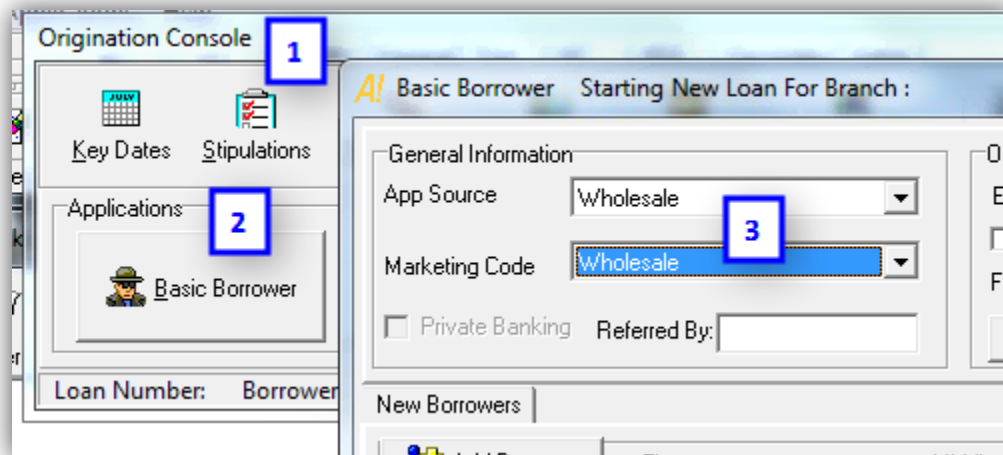 Origination Console
1
JULY
Key Dates
Stipulations
Applications
2
Basic Borrower
Loan Number: Borrower
A! Basic Borrower Starting New Loan For Branch :
General Information
App Source
Wholesale
3
Marketing Code
Wholesale
Private Banking
Referred By:
New Borrowers